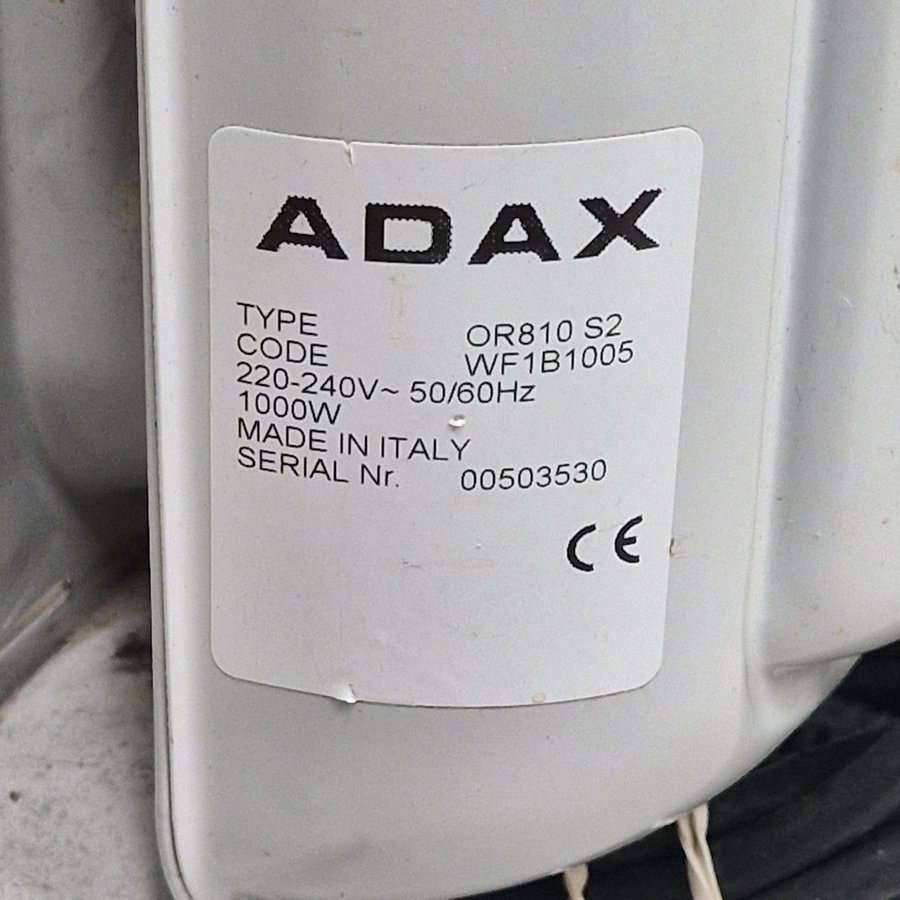 ADAX
TYPE OR810 S2
CODE WF1B1005
220-240V~ 50/60Hz
1000W
MADE IN ITALY
SERIAL Nr. 00503530
CE